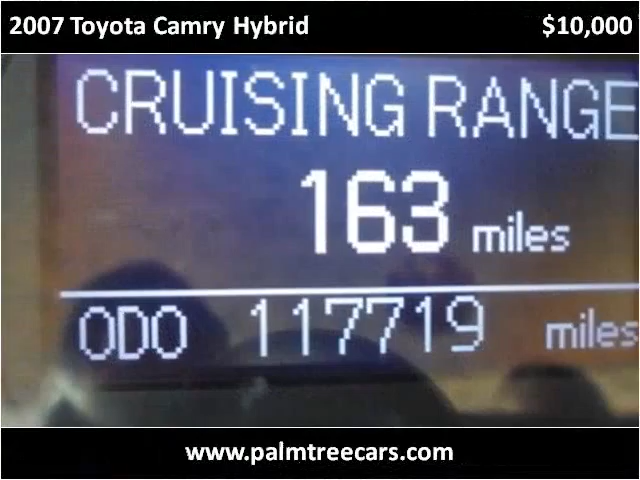 2007 Toyota Camry Hybrid $10,000
CRUISING RANGE
163 miles
ODO 117719 miles
www.palmtreecars.com